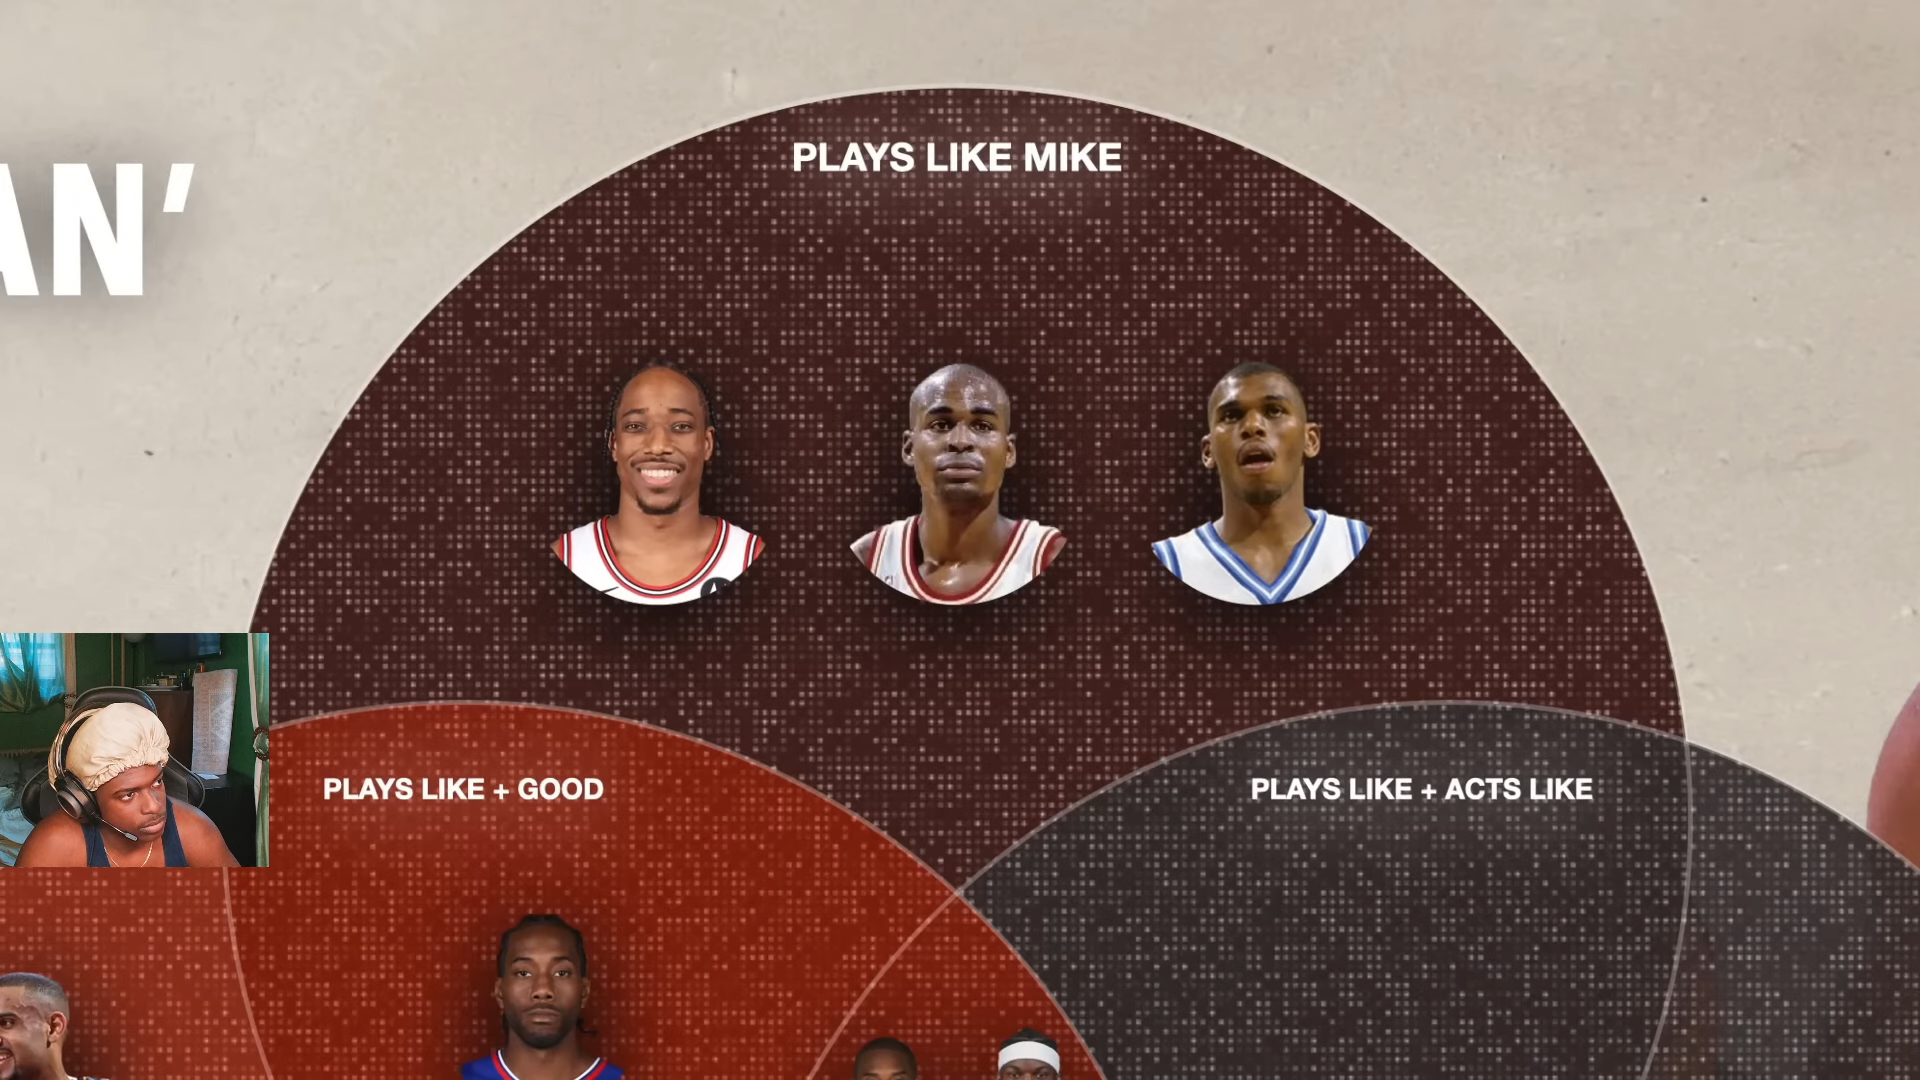 PLAYS LIKE MIKE
AN’
PLAYS LIKE + GOOD
PLAYS LIKE + ACTS LIKE